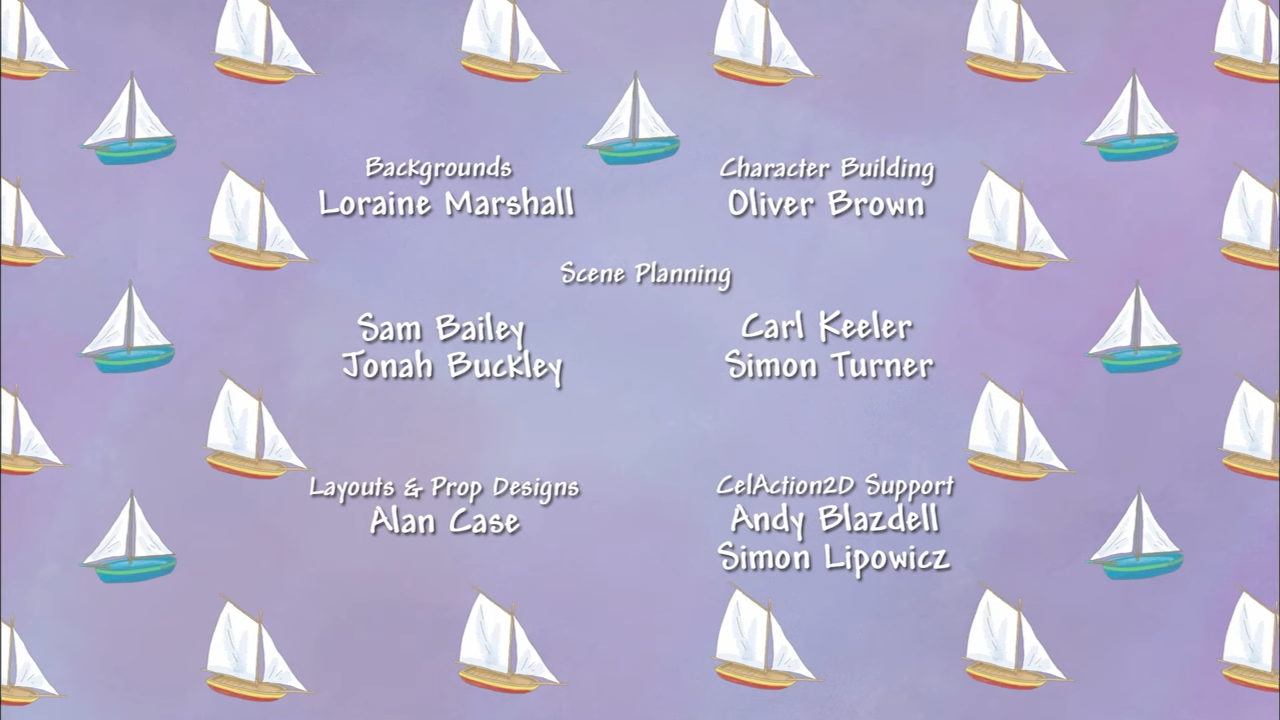 Backgrounds
Loraine Marshall
Character Building
Oliver Brown
Scene Planning
Sam Bailey
Jonah Buckley
Carl Keeler
Simon Turner
Layouts & Prop Designs
Alan Case
CelAction2D Support
Andy Blazdell
Simon Lipowicz